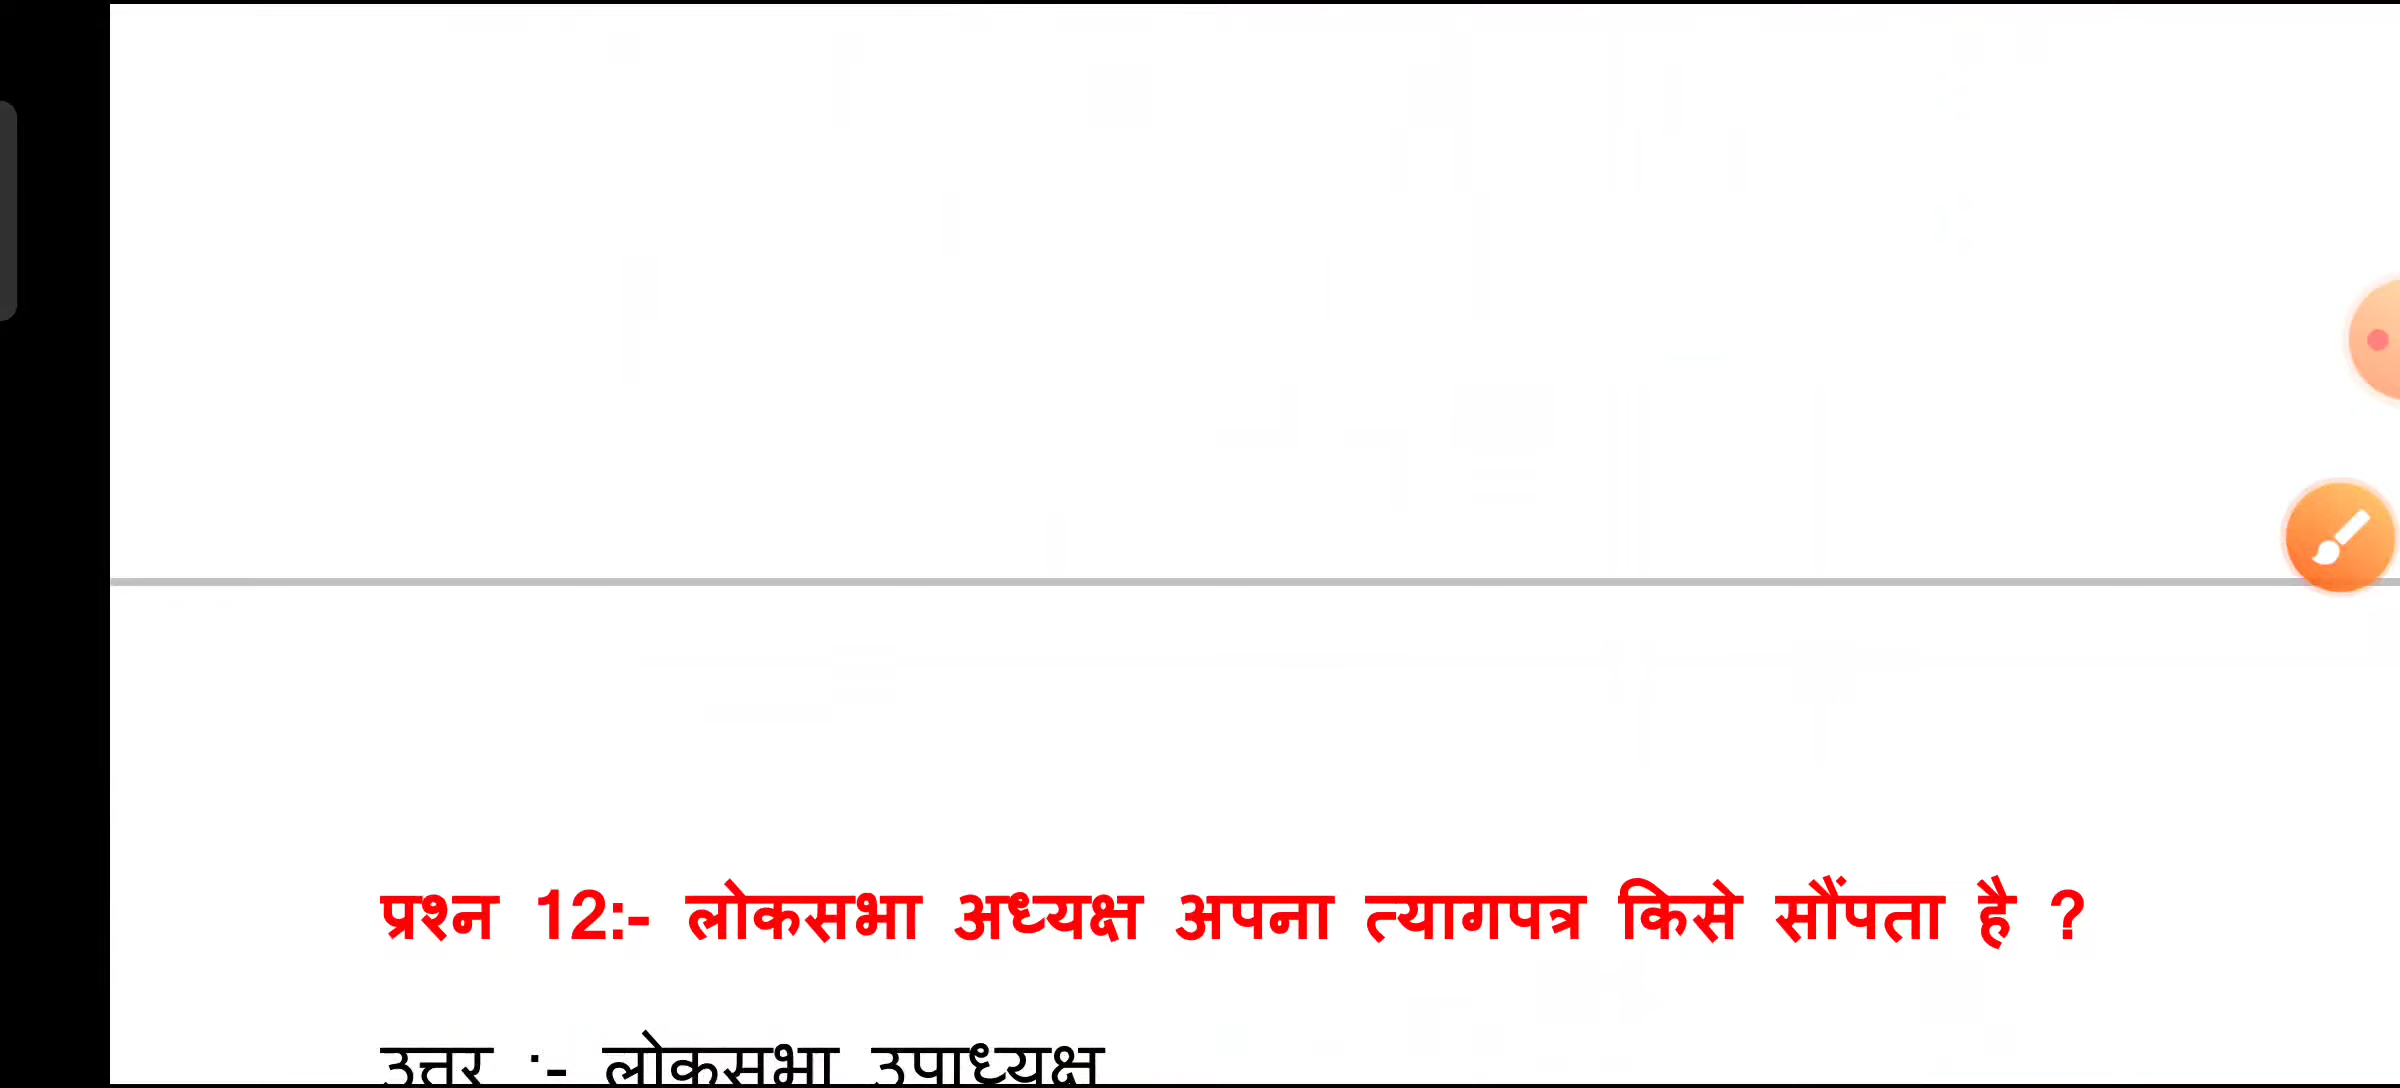 प्रश्न 12:- लोकसभा अध्यक्ष अपना त्यागपत्र किसे सौंपता है ?
उत्तर :- लोकसभा उपाध्यक्ष